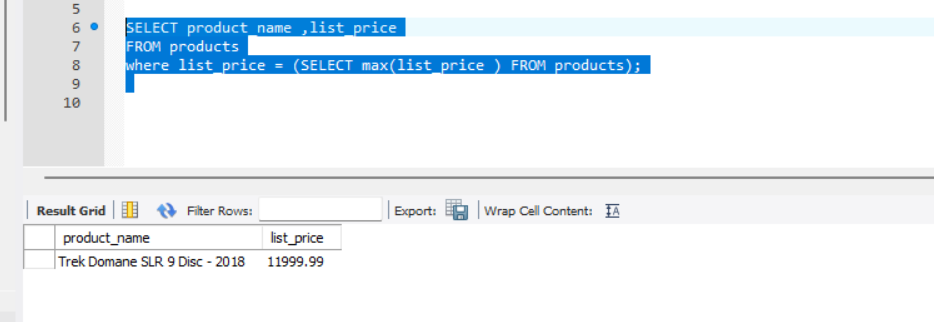 5
6 SELECT product_name ,list_price
7 FROM products
8 where list_price = (SELECT max(list_price ) FROM products);
9
10
Result Grid Filter Rows: Export: Wrap Cell Content: IA
product_name list_price
Trek Domane SLR 9 Disc - 2018 11999.99